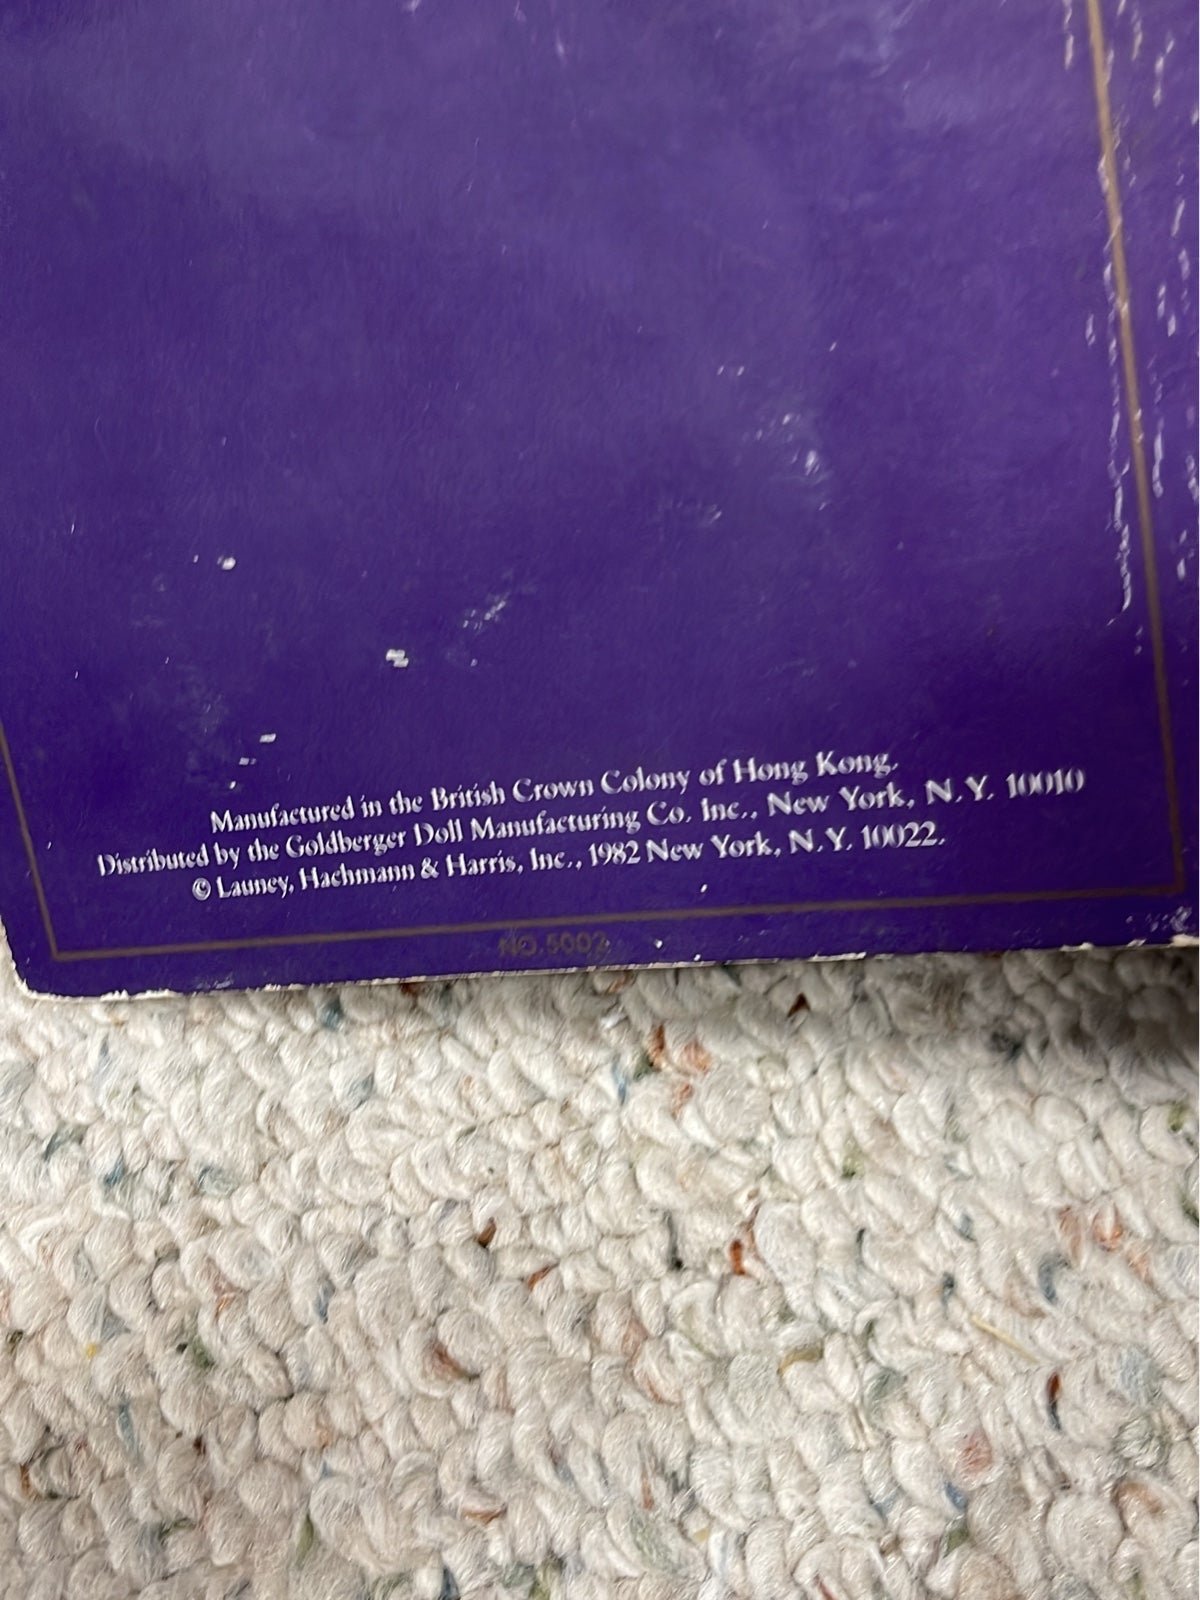 Manufactured in the British Crown Colony of Hong Kong.
Distributed by the Goldberger Doll Manufacturing Co. Inc., New York, N.Y. 10010
© Launey, Hachmann & Harris, Inc., 1982 New York, N.Y. 10022.
NO.5002